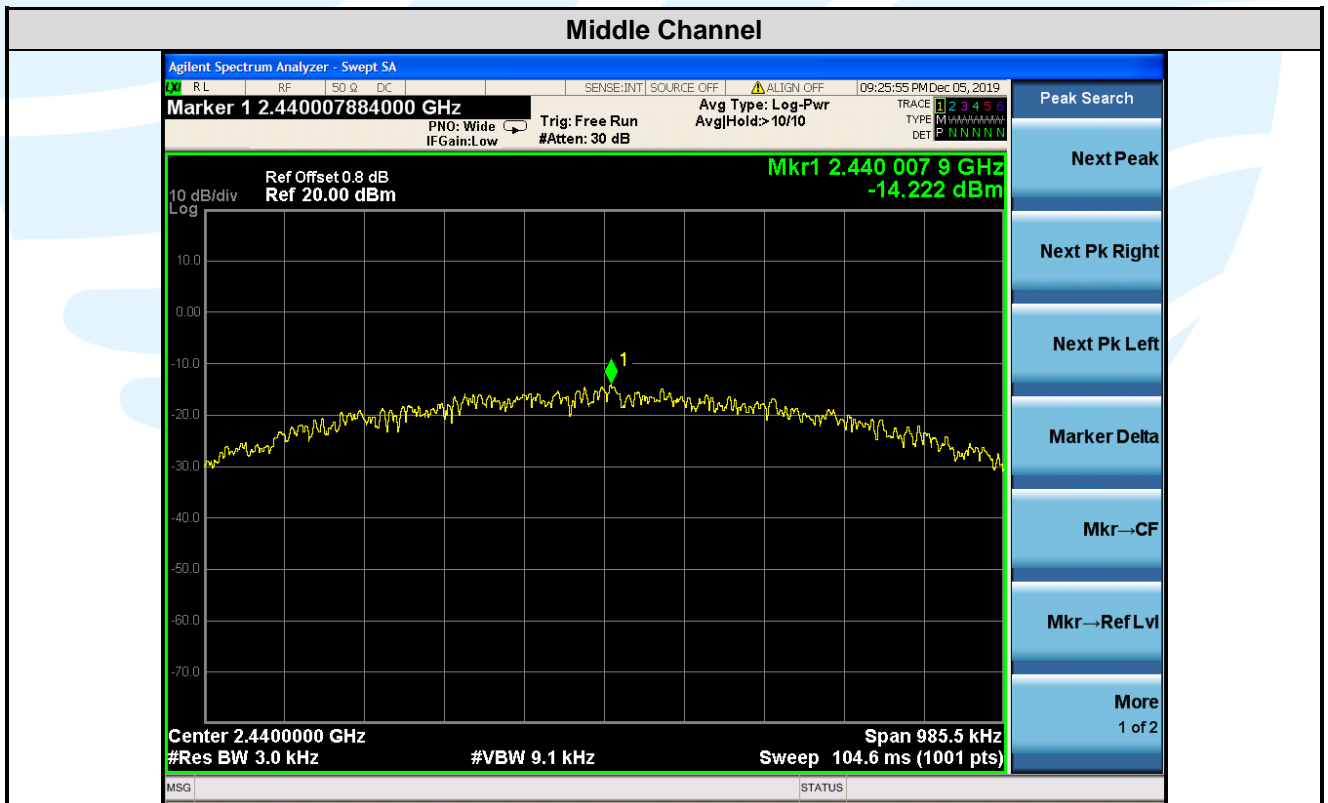 Middle Channel
Agilent Spectrum Analyzer - Swept SA
LXI RL RF 50 Ω DC SENSE:INT SOURCE OFF ALIGN OFF 09:25:55 PM Dec 05, 2019
Marker 1 2.440007884000 GHz
PNO: Wide
IFGain:Low
Trig: Free Run
#Atten: 30 dB
Avg Type: Log-Pwr
Avg|Hold:> 10/10
TRACE 1 2 3 4 5 6
TYPE M
DET P N N N N N
Peak Search
Mkr1 2.440 007 9 GHz
-14.222 dBm
Ref Offset 0.8 dB
10 dB/div Ref 20.00 dBm
Log
10.0
0.00
-10.0
-20.0
-30.0
-40.0
-50.0
-60.0
-70.0
1
Center 2.4400000 GHz Span 985.5 kHz
#Res BW 3.0 kHz #VBW 9.1 kHz Sweep 104.6 ms (1001 pts)
Next Peak
Next Pk Right
Next Pk Left
Marker Delta
Mkr→CF
Mkr→Ref Lvl
More
1 of 2
MSG STATUS